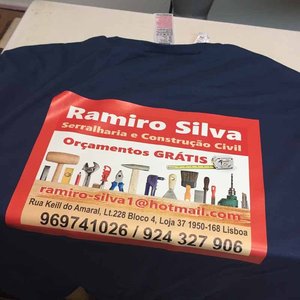 Ramiro Silva
Serralharia e Construção Civil
Orçamentos GRÁTIS
ramiro-silva1@hotmail.com
Rua Keill do Amaral, Lt.228 Bloco 4, Loja 37 1950-168 Lisboa
969741026 / 924 327 906